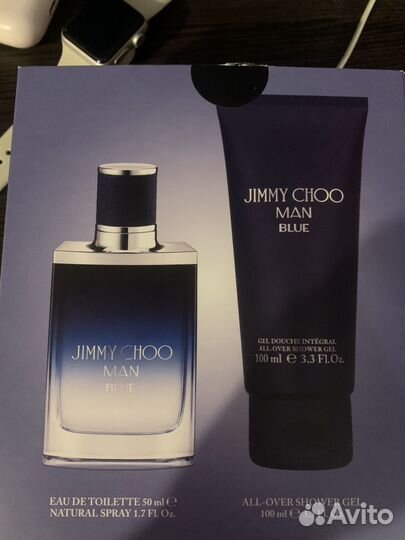 JIMMY CHOO
MAN
BLUE
GEL DOUCHE INTÉGRAL
ALL-OVER SHOWER GEL
100 ml ℮ 3.3 Fl.Oz.
JIMMY CHOO
MAN
BLUE
EAU DE TOILETTE 50 ml ℮
NATURAL SPRAY 1.7 Fl. Oz.
ALL-OVER SHOWER GEL
100 ml ℮
Avito